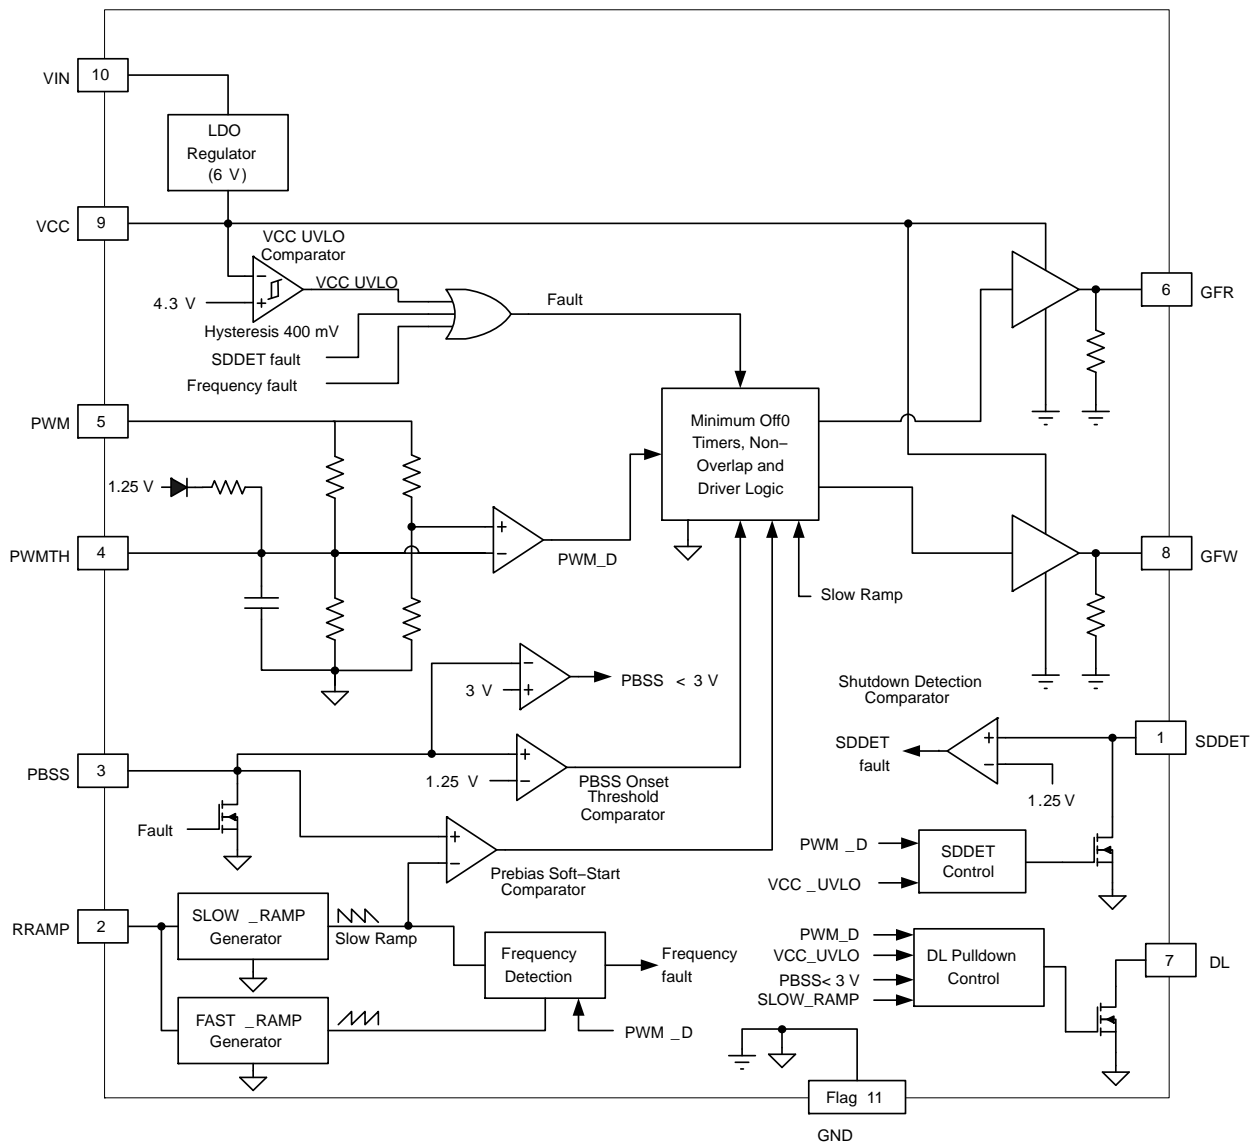 10
VIN
LDO
Regulator
(6 V)
9
VCC
VCC UVLO
Comparator
−
+
4.3 V
VCC UVLO
Hysteresis 400 mV
SDDET fault
Frequency fault
Fault
6
GFR
5
PWM
1.25 V
4
PWMTH
+
−
PWM_D
Minimum Off0
Timers, Non−
Overlap and
Driver Logic
Slow Ramp
8
GFW
−
+
3 V
PBSS < 3 V
3
PBSS
+
−
1.25 V
PBSS Onset
Threshold
Comparator
Fault
+
−
Prebias Soft−Start
Comparator
Shutdown Detection
Comparator
SDDET
fault
+
−
1.25 V
1
SDDET
PWM _D
VCC _UVLO
SDDET
Control
2
RRAMP
SLOW _RAMP
Generator
Slow Ramp
FAST _RAMP
Generator
Frequency
Detection
Frequency
fault
PWM _D
PWM_D
VCC_UVLO
PBSS< 3 V
SLOW_RAMP
DL Pulldown
Control
7
DL
Flag 11
GND